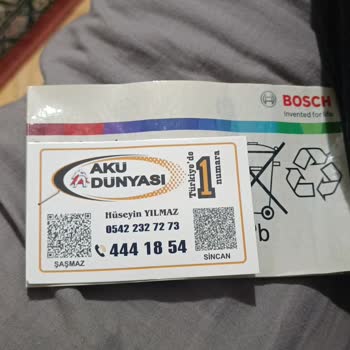 BOSCH
Invented for life
AKU
DUNYASI
Türkiye'de
1
numara
Hüseyin YILMAZ
0542 232 72 73
444 18 54
ŞAŞMAZ
SİNCAN
Pb